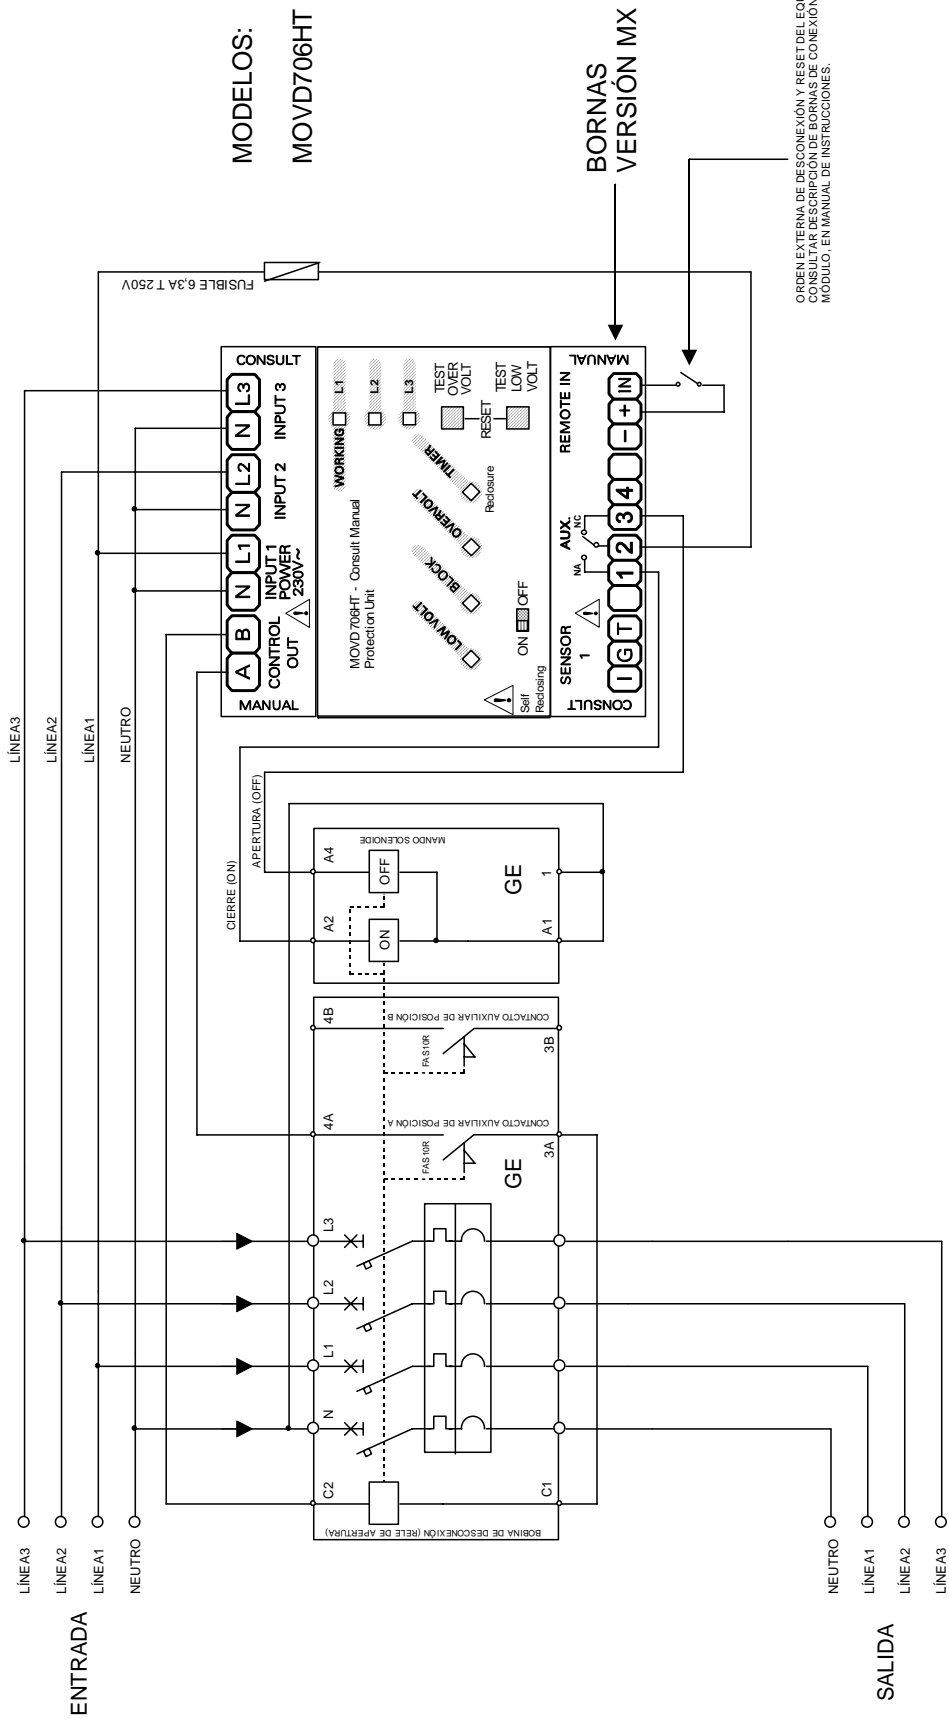 MODELOS:
MOVD706HT
BORNAS
VERSIÓN MX
ORDEN EXTERNA DE DESCONEXIÓN Y RESET DEL
CONSULTAR DESCRIPCIÓN DE BORNAS DE CONEXIÓN
MÓDULO, EN MANUAL DE INSTRUCCIONES.
FUSIBLE 6,3A T 250V
LÍNEA3
LÍNEA2
LÍNEA1
NEUTRO
MANUAL
CONSULT
A
B
N
L1
N
L2
N
L3
CONTROL
OUT
INPUT 1
POWER
230V~
INPUT 2
INPUT 3
MOVD706HT - Consult Manual
Protection Unit
WORKING
L1
L2
L3
LOW VOLT
BLOCK
OVERVOLT
TIMER
Reclosure
TEST
OVER
VOLT
RESET
TEST
LOW
VOLT
Self
Reclosing
ON
OFF
SENSOR
1
AUX.
NA
NC
REMOTE IN
I
G
T
1
2
3
4
–
+
IN
CONSULT
MANUAL
CIERRE (ON)
APERTURA (OFF)
MANDO SOLENOIDE
A2
A4
ON
OFF
GE
A1
1
4B
CONTACTO AUXILIAR DE POSICIÓN B
FAS10R
3B
4A
CONTACTO AUXILIAR DE POSICIÓN A
FAS10R
3A
GE
C2
N
L1
L2
L3
C1
BOBINA DE DESCONEXIÓN (RELE DE APERTURA)
ENTRADA
LÍNEA3
LÍNEA2
LÍNEA1
NEUTRO
SALIDA
NEUTRO
LÍNEA1
LÍNEA2
LÍNEA3